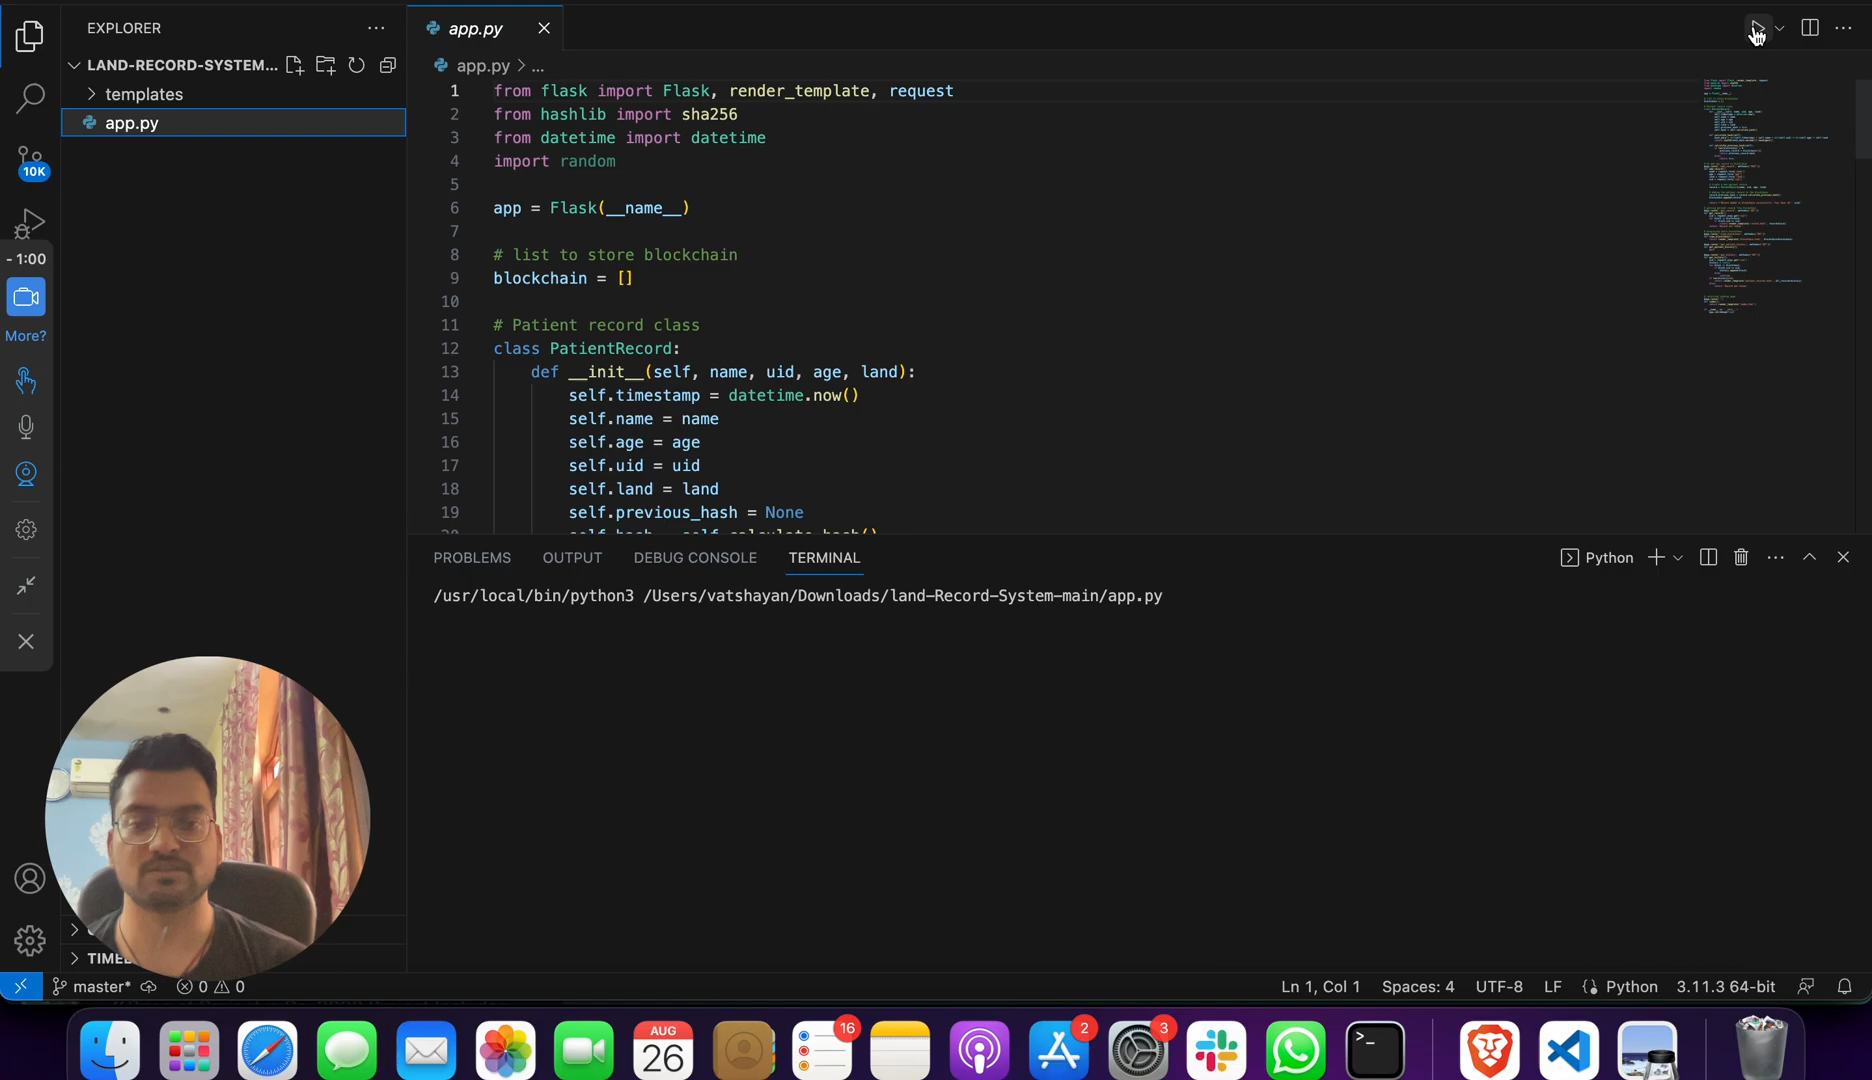 EXPLORER
app.py
LAND-RECORD-SYSTEM...
app.py > ...
templates
app.py
10K
- 1:00
More?
1 from flask import Flask, render_template, request
2 from hashlib import sha256
3 from datetime import datetime
4 import random
5
6 app = Flask(__name__)
7
8 # list to store blockchain
9 blockchain = []
10
11 # Patient record class
12 class PatientRecord:
13 def __init__(self, name, uid, age, land):
14 self.timestamp = datetime.now()
15 self.name = name
16 self.age = age
17 self.uid = uid
18 self.land = land
19 self.previous_hash = None
PROBLEMS OUTPUT DEBUG CONSOLE TERMINAL
Python
/usr/local/bin/python3 /Users/vatshayan/Downloads/land-Record-System-main/app.py
master* 0 0
Ln 1, Col 1 Spaces: 4 UTF-8 LF Python 3.11.3 64-bit
AUG
26
16
2
3